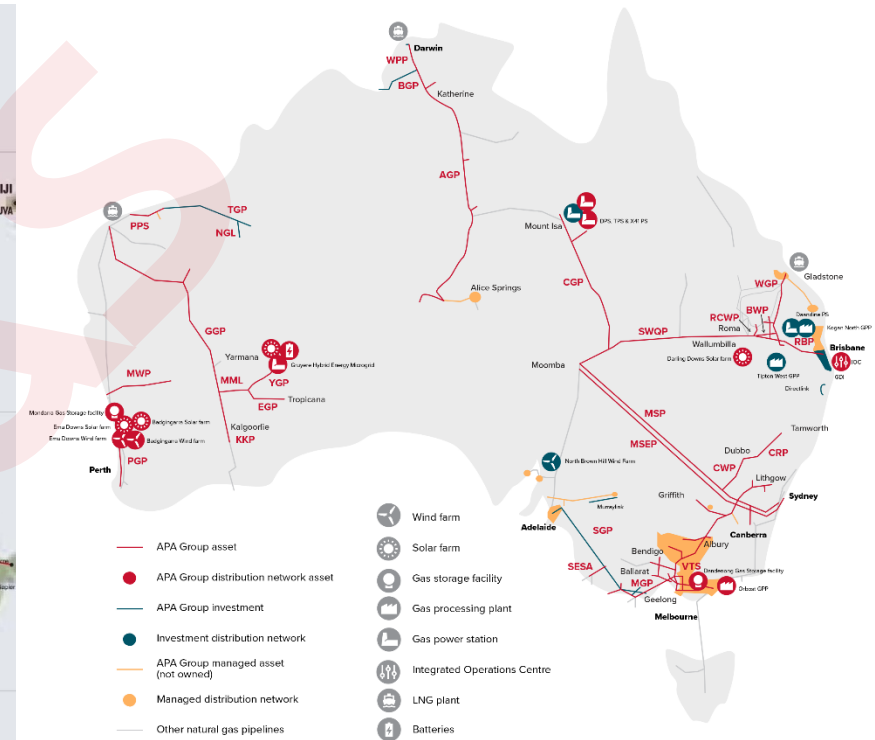 JI
UVA
Darwin
WPP
BGP
Katherine
AGP
TGP
PPS
NGL
Mount Isa
DPS, TPS & X41 PS
Alice Springs
CGP
Gladstone
WGP
BWP
RCWP
Roma
Daandine PS
Kogan North GPP
SWQP
Wallumbilla
RBP
Brisbane
IOC
GDI
Darling Downs Solar farm
Tipton West GPP
Directlink
GGP
Yarmana
Gruyere Hybrid Energy Microgrid
Moomba
MWP
MML
YGP
EGP
Tropicana
Mondarra Gas Storage facility
Emu Downs Solar farm
Badgingarra Solar farm
Emu Downs Wind farm
Badgingarra Wind farm
Kalgoorlie
KKP
PGP
Perth
MSP
MSEP
Tamworth
Dubbo
CRP
CWP
Lithgow
North Brown Hill Wind Farm
Griffith
Sydney
Murraylink
Adelaide
SGP
Canberra
Albury
Bendigo
SESA
Ballarat
VTS
Dandenong Gas Storage facility
MGP
Orbost GPP
Geelong
Melbourne
APA Group asset
APA Group distribution network asset
APA Group investment
Investment distribution network
APA Group managed asset
(not owned)
Managed distribution network
Other natural gas pipelines
Wind farm
Solar farm
Gas storage facility
Gas processing plant
Gas power station
Integrated Operations Centre
LNG plant
Batteries